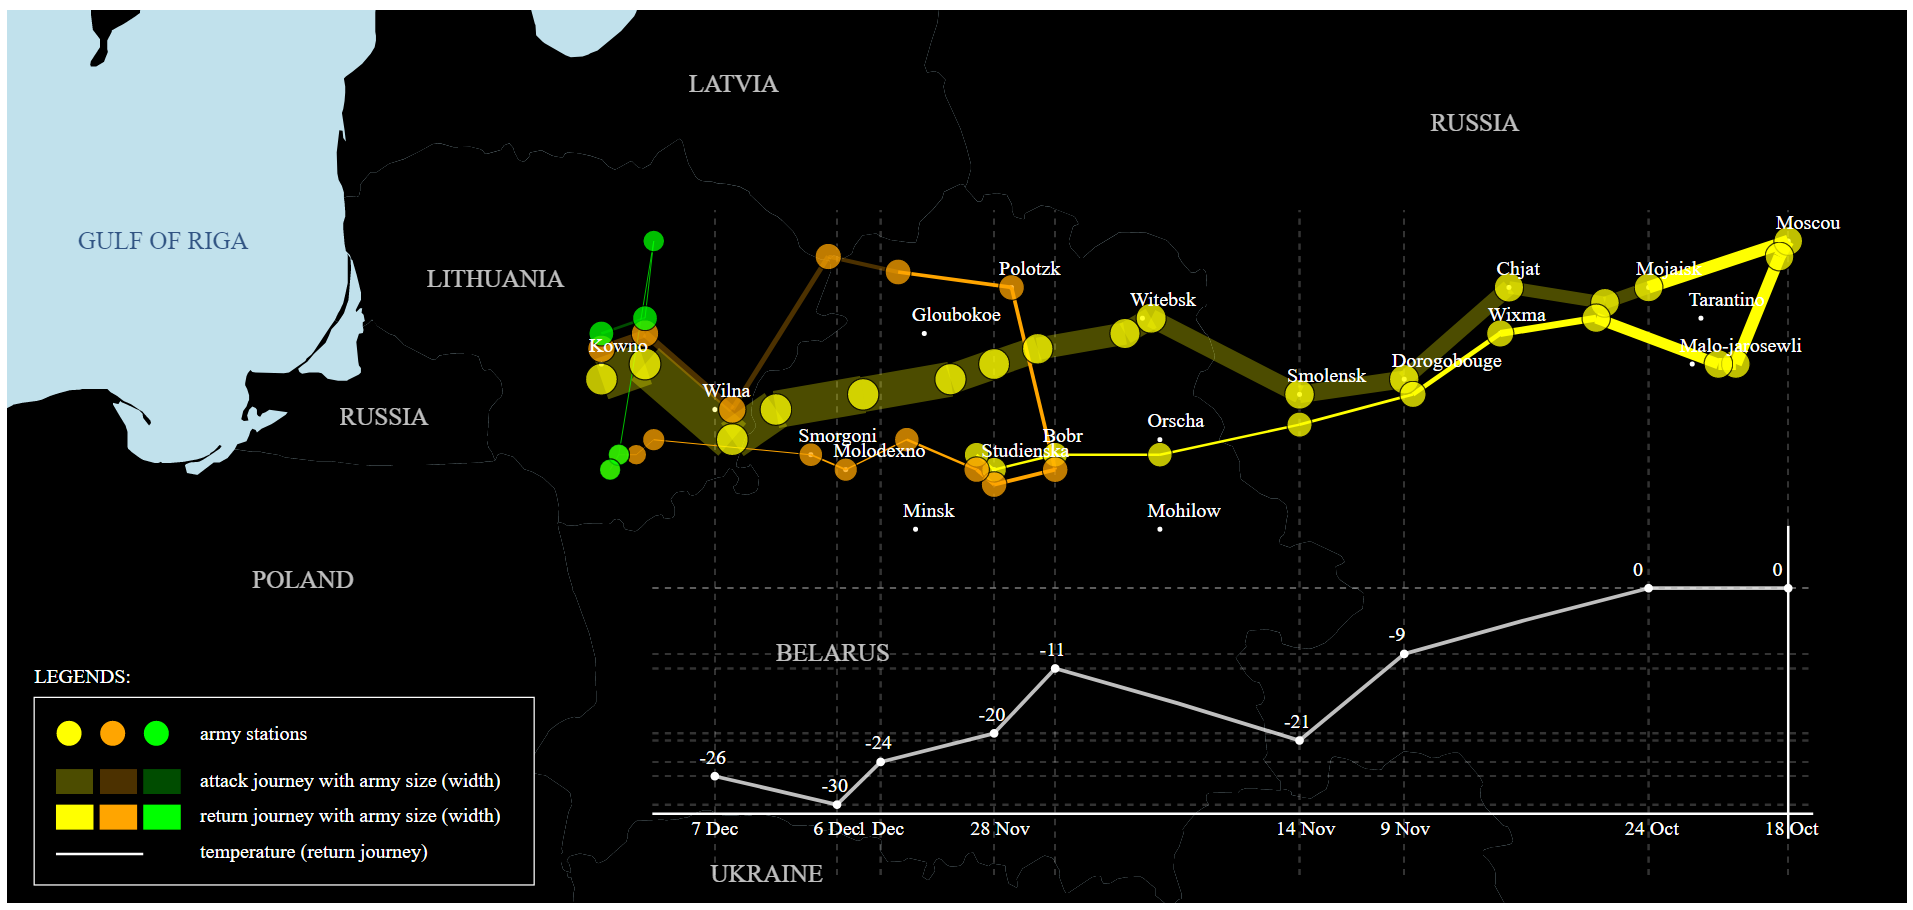 LATVIA
RUSSIA
Moscou
GULF OF RIGA
LITHUANIA
Polotzk
Chjat
Mojaisk
Witebsk
Tarantino
Gloubokoe
Wixma
Kowno
Malo-jarosewli
Dorogobouge
Smolensk
Wilna
RUSSIA
Orscha
Smorgoni
Bobr
Molodexno
Studienska
Minsk
Mohilow
POLAND
0
0
-9
BELARUS
-11
LEGENDS:
-20
-21
army stations
-24
-26
attack journey with army size (width)
-30
return journey with army size (width)
7 Dec
6 Dec
1 Dec
28 Nov
14 Nov
9 Nov
24 Oct
18 Oct
temperature (return journey)
UKRAINE